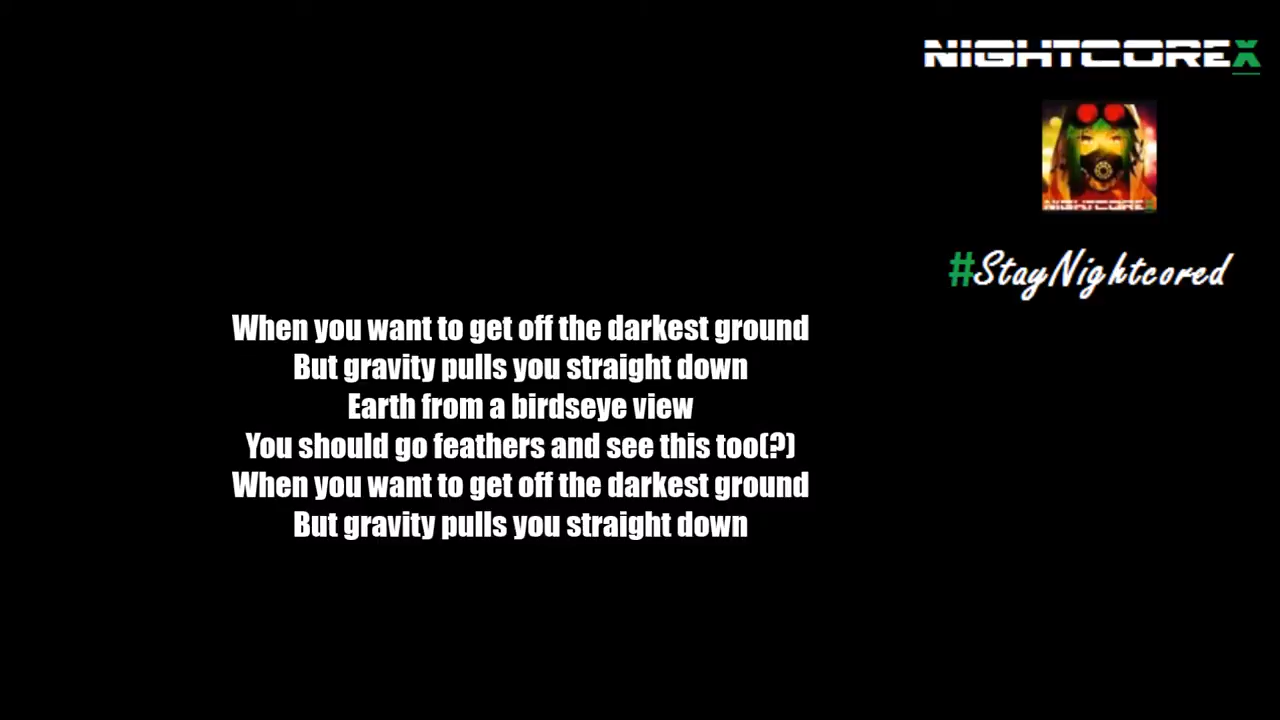 NIGHTCOREX
NIGHTCOREX
#StayNightcored
When you want to get off the darkest ground
But gravity pulls you straight down
Earth from a birdseye view
You should go feathers and see this too(?)
When you want to get off the darkest ground
But gravity pulls you straight down